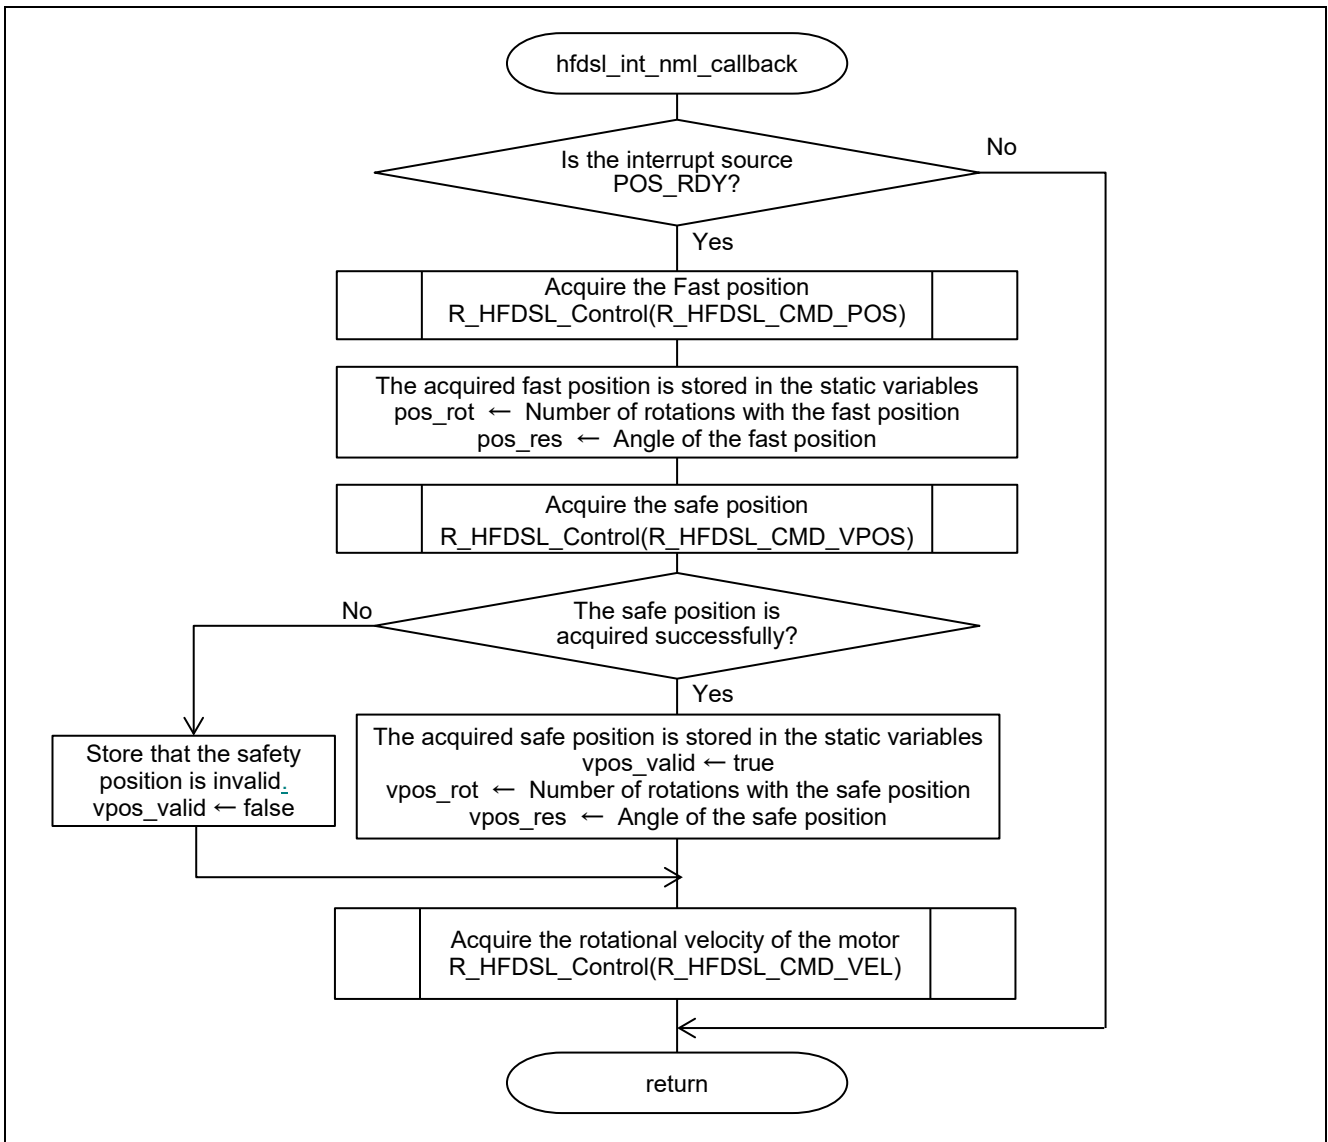 hfdsl_int_nml_callback
No
Is the interrupt source
POS_RDY?
Yes
Acquire the Fast position
R_HFDSL_Control(R_HFDSL_CMD_POS)
The acquired fast position is stored in the static variables
pos_rot ← Number of rotations with the fast position
pos_res ← Angle of the fast position
Acquire the safe position
R_HFDSL_Control(R_HFDSL_CMD_VPOS)
No
The safe position is
acquired successfully?
Yes
Store that the safety
position is invalid.
vpos_valid ← false
The acquired safe position is stored in the static variables
vpos_valid ← true
vpos_rot ← Number of rotations with the safe position
vpos_res ← Angle of the safe position
Acquire the rotational velocity of the motor
R_HFDSL_Control(R_HFDSL_CMD_VEL)
return